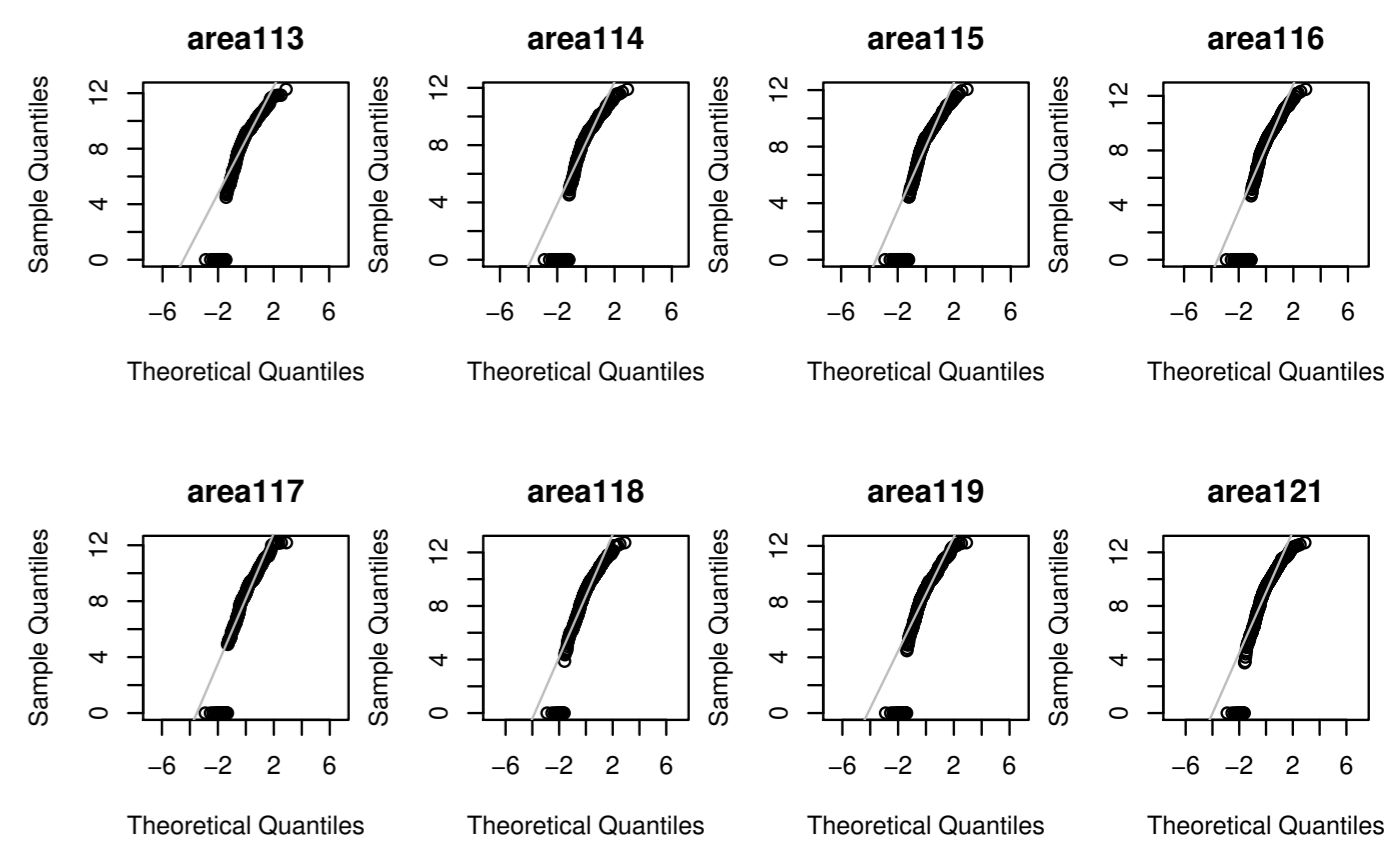 area113
Sample Quantiles
12
8
4
0
−6 −2 2 6
Theoretical Quantiles
area114
Sample Quantiles
12
8
4
0
−6 −2 2 6
Theoretical Quantiles
area115
Sample Quantiles
12
8
4
0
−6 −2 2 6
Theoretical Quantiles
area116
Sample Quantiles
12
8
4
0
−6 −2 2 6
Theoretical Quantiles
area117
Sample Quantiles
12
8
4
0
−6 −2 2 6
Theoretical Quantiles
area118
Sample Quantiles
12
8
4
0
−6 −2 2 6
Theoretical Quantiles
area119
Sample Quantiles
12
8
4
0
−6 −2 2 6
Theoretical Quantiles
area121
Sample Quantiles
12
8
4
0
−6 −2 2 6
Theoretical Quantiles